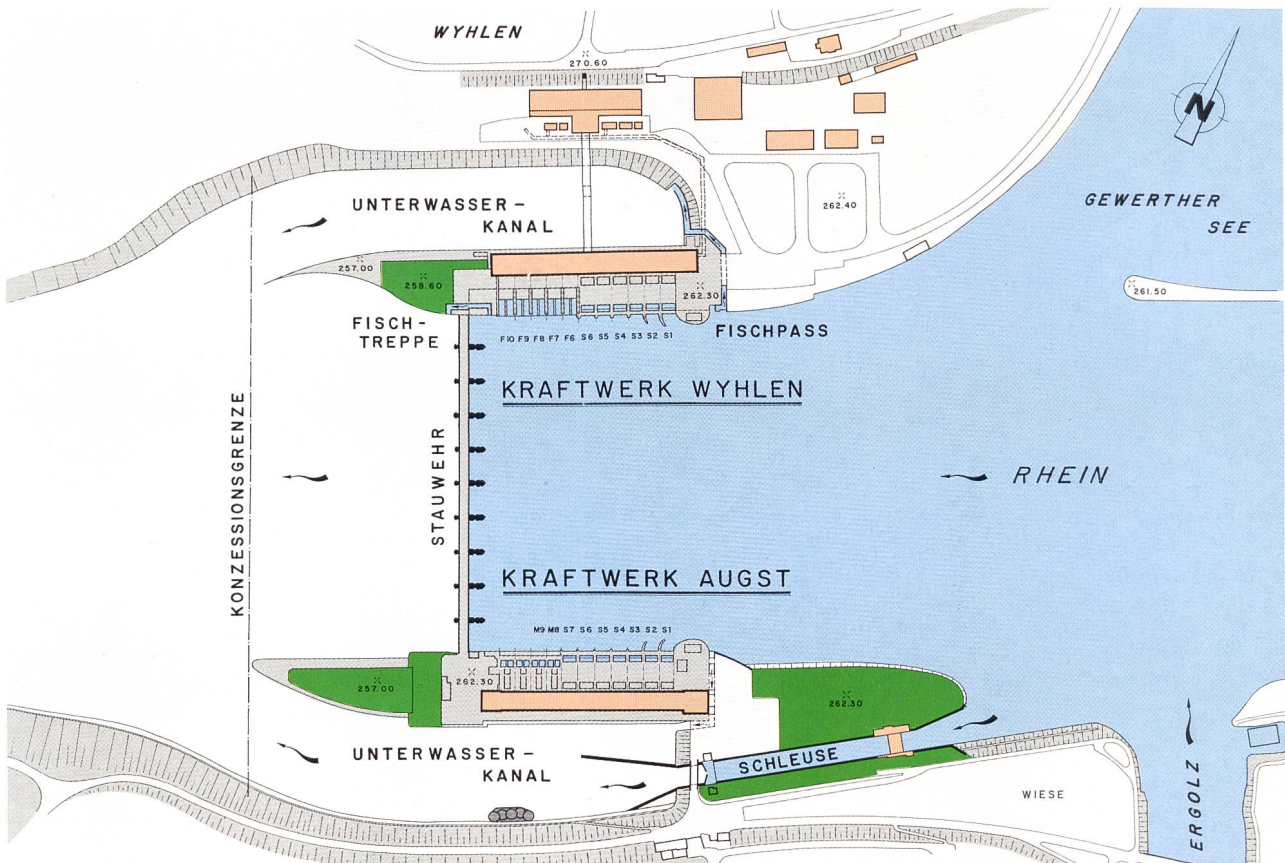 WYHLEN
270.60
N
UNTERWASSER-
KANAL
262.40
GEWERTHER
SEE
257.00
258.60
262.30
261.50
FISCH-
TREPPE
F10 F9 F8 F7 F6 S6 S5 S4 S3 S2 S1
FISCHPASS
KRAFTWERK WYHLEN
KONZESSIONSGRENZE
STAUWEHR
RHEIN
KRAFTWERK AUGST
M9 M8 S7 S6 S5 S4 S3 S2 S1
257.00
262.30
262.30
UNTERWASSER-
KANAL
SCHLEUSE
WIESE
ERGOLZ